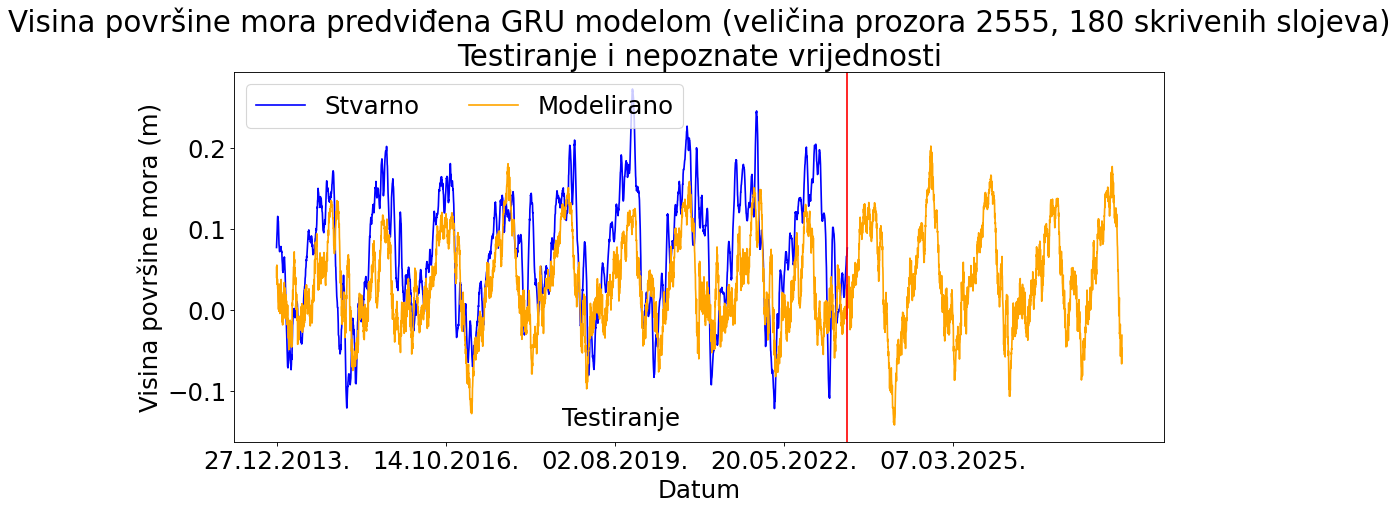 Visina površine mora predviđena GRU modelom (veličina prozora 2555, 180 skrivenih slojeva)
Testiranje i nepoznate vrijednosti
Stvarno
Modelirano
Visina površine mora (m)
0.2
0.1
0.0
−0.1
Testiranje
27.12.2013.
14.10.2016.
02.08.2019.
20.05.2022.
07.03.2025.
Datum